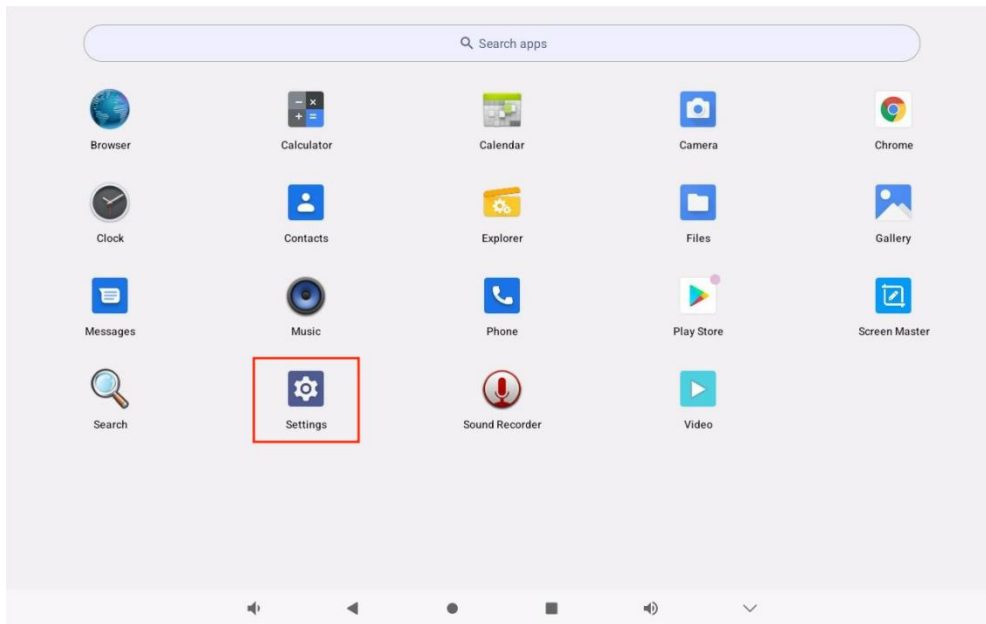 Search apps
Browser Calculator Calendar Camera Chrome
Clock Contacts Explorer Files Gallery
Messages Music Phone Play Store Screen Master
Search Settings Sound Recorder Video